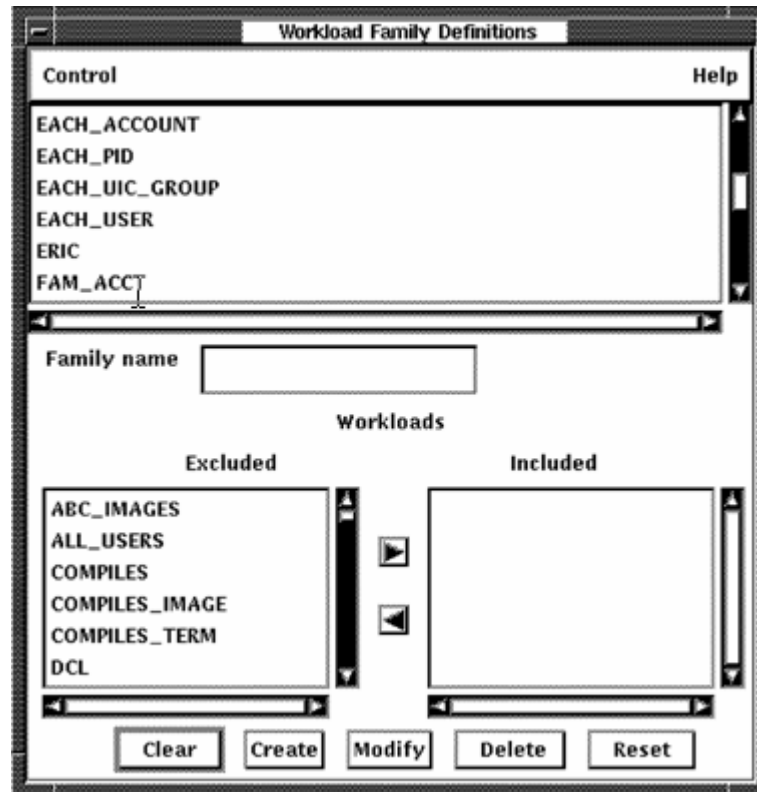 Workload Family Definitions
Control Help
EACH_ACCOUNT
EACH_PID
EACH_UIC_GROUP
EACH_USER
ERIC
FAM_ACCT
Family name
Workloads
Excluded Included
ABC_IMAGES
ALL_USERS
COMPILES
COMPILES_IMAGE
COMPILES_TERM
DCL
Clear Create Modify Delete Reset